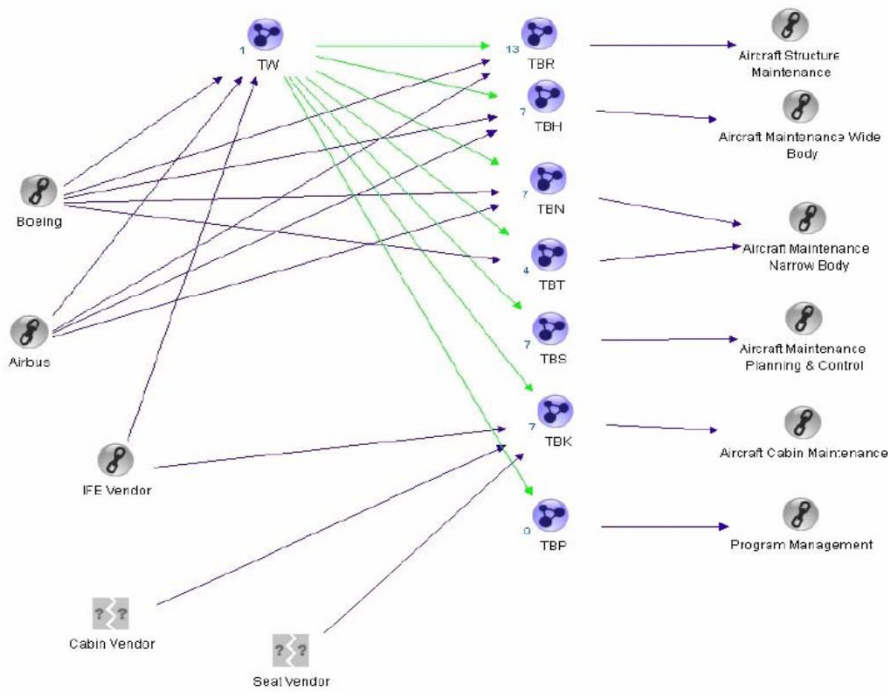 1
TW
13
TBR
Aircraft Structure
Maintenance
7
TBH
Aircraft Maintenance Wide
Body
Boeing
7
TBN
Aircraft Maintenance
Narrow Body
4
TBT
Airbus
7
TBS
Aircraft Maintenance
Planning & Control
7
TBK
Aircraft Cabin Maintenance
IFE Vendor
0
TBP
Program Management
? ?
Cabin Vendor
? ?
Seat Vendor